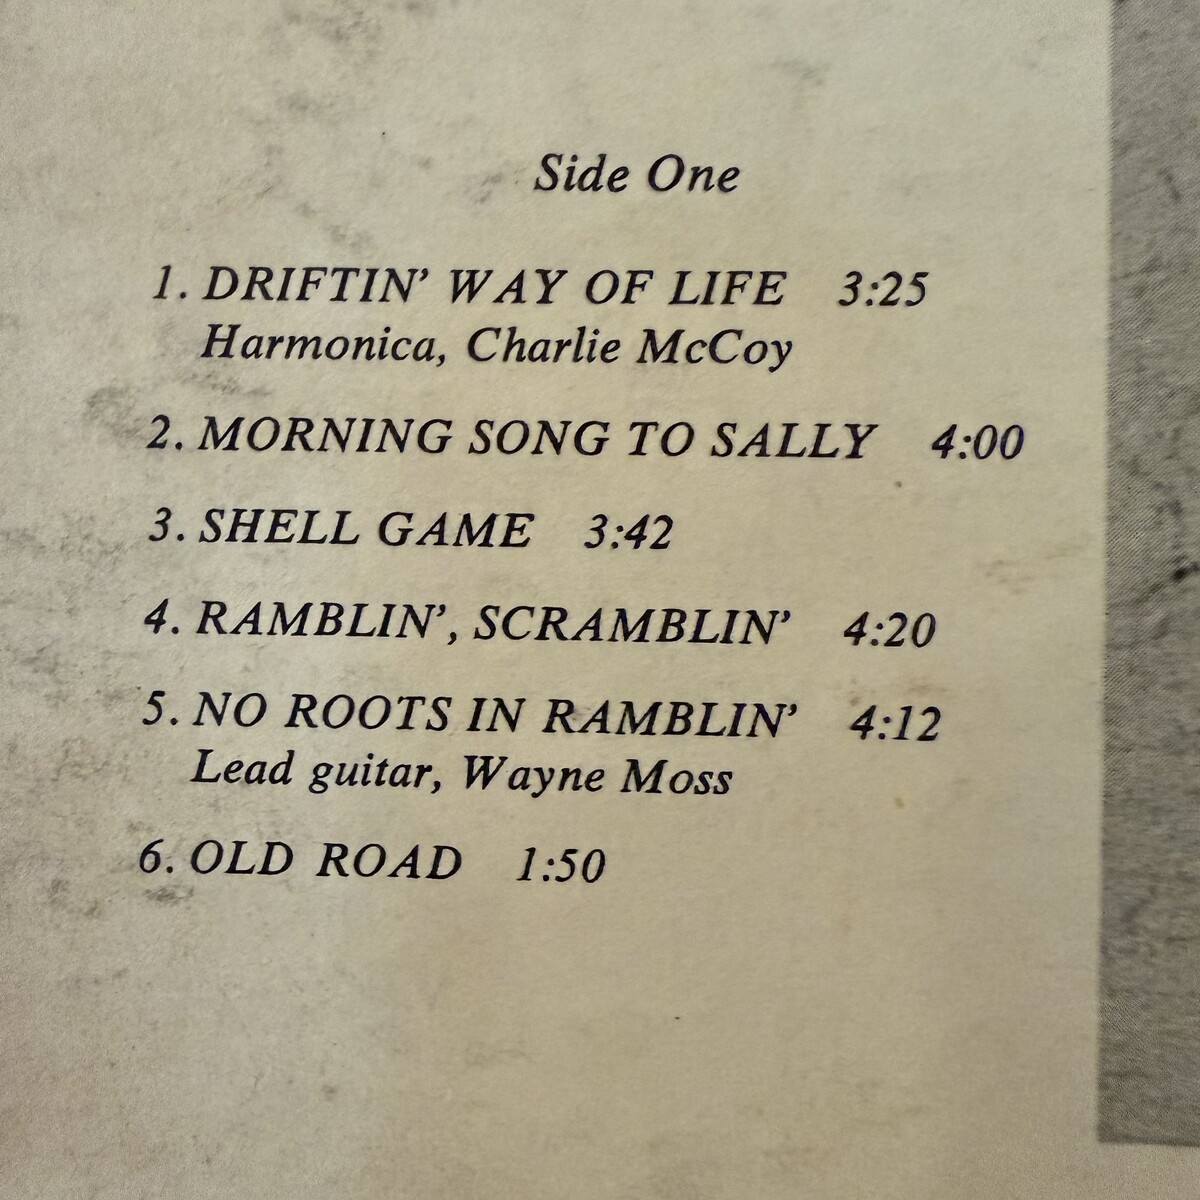 Side One
1. DRIFTIN’ WAY OF LIFE 3:25
Harmonica, Charlie McCoy
2. MORNING SONG TO SALLY 4:00
3. SHELL GAME 3:42
4. RAMBLIN’, SCRAMBLIN’ 4:20
5. NO ROOTS IN RAMBLIN’ 4:12
Lead guitar, Wayne Moss
6. OLD ROAD 1:50